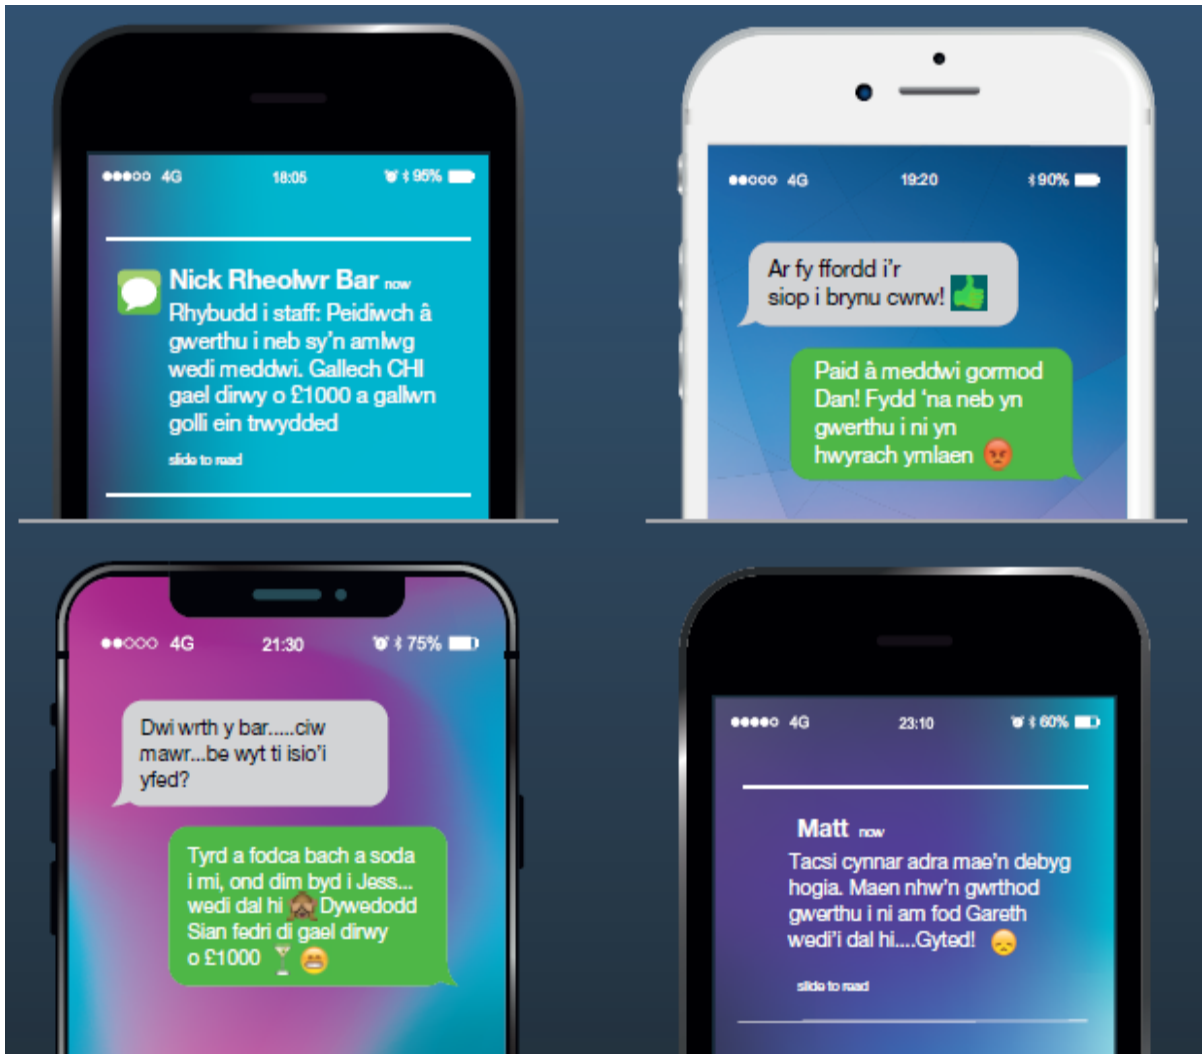 4G 18:05 95%
Nick Rheolwr Bar now
Rhybudd i staff: Peidiwch â
gwerthu i neb sy'n amlwg
wedi meddwi. Gallech CHI
gael dirwy o £1000 a gallwn
golli ein trwydded
slide to read
4G 19:20 90%
Ar fy ffordd i'r
siop i brynu cwrw!
Paid â meddwi gormod
Dan! Fydd 'na neb yn
gwerthu i ni yn
hwyrach ymlaen
4G 21:30 75%
Dwi wrth y bar.....ciw
mawr...be wyt ti isio'i
yfed?
Tyrd a fodca bach a soda
i mi, ond dim byd i Jess...
wedi dal hi Dywedodd
Sian fedri di gael dirwy
o £1000
4G 23:10 60%
Matt now
Tacsi cynnar adra mae'n debyg
hogia. Maen nhw'n gwrthod
gwerthu i ni am fod Gareth
wedi'i dal hi....Gyted!
slide to read